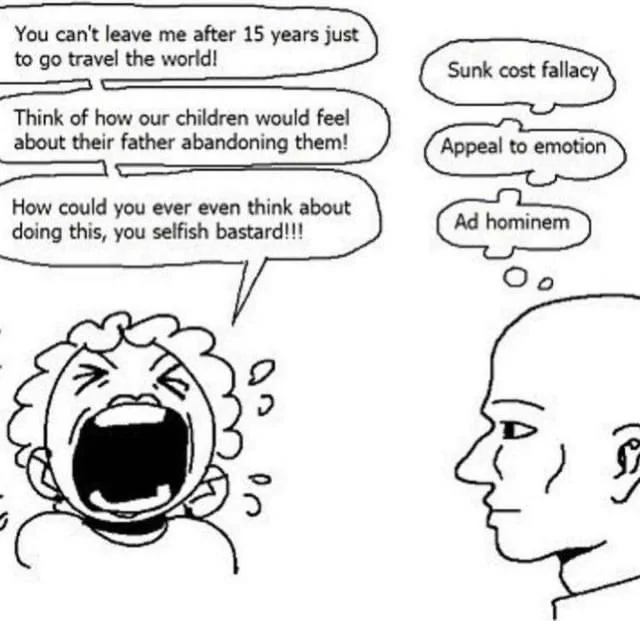 You can't leave me after 15 years just
to go travel the world!
Think of how our children would feel
about their father abandoning them!
How could you ever even think about
doing this, you selfish bastard!!!
Sunk cost fallacy
Appeal to emotion
Ad hominem